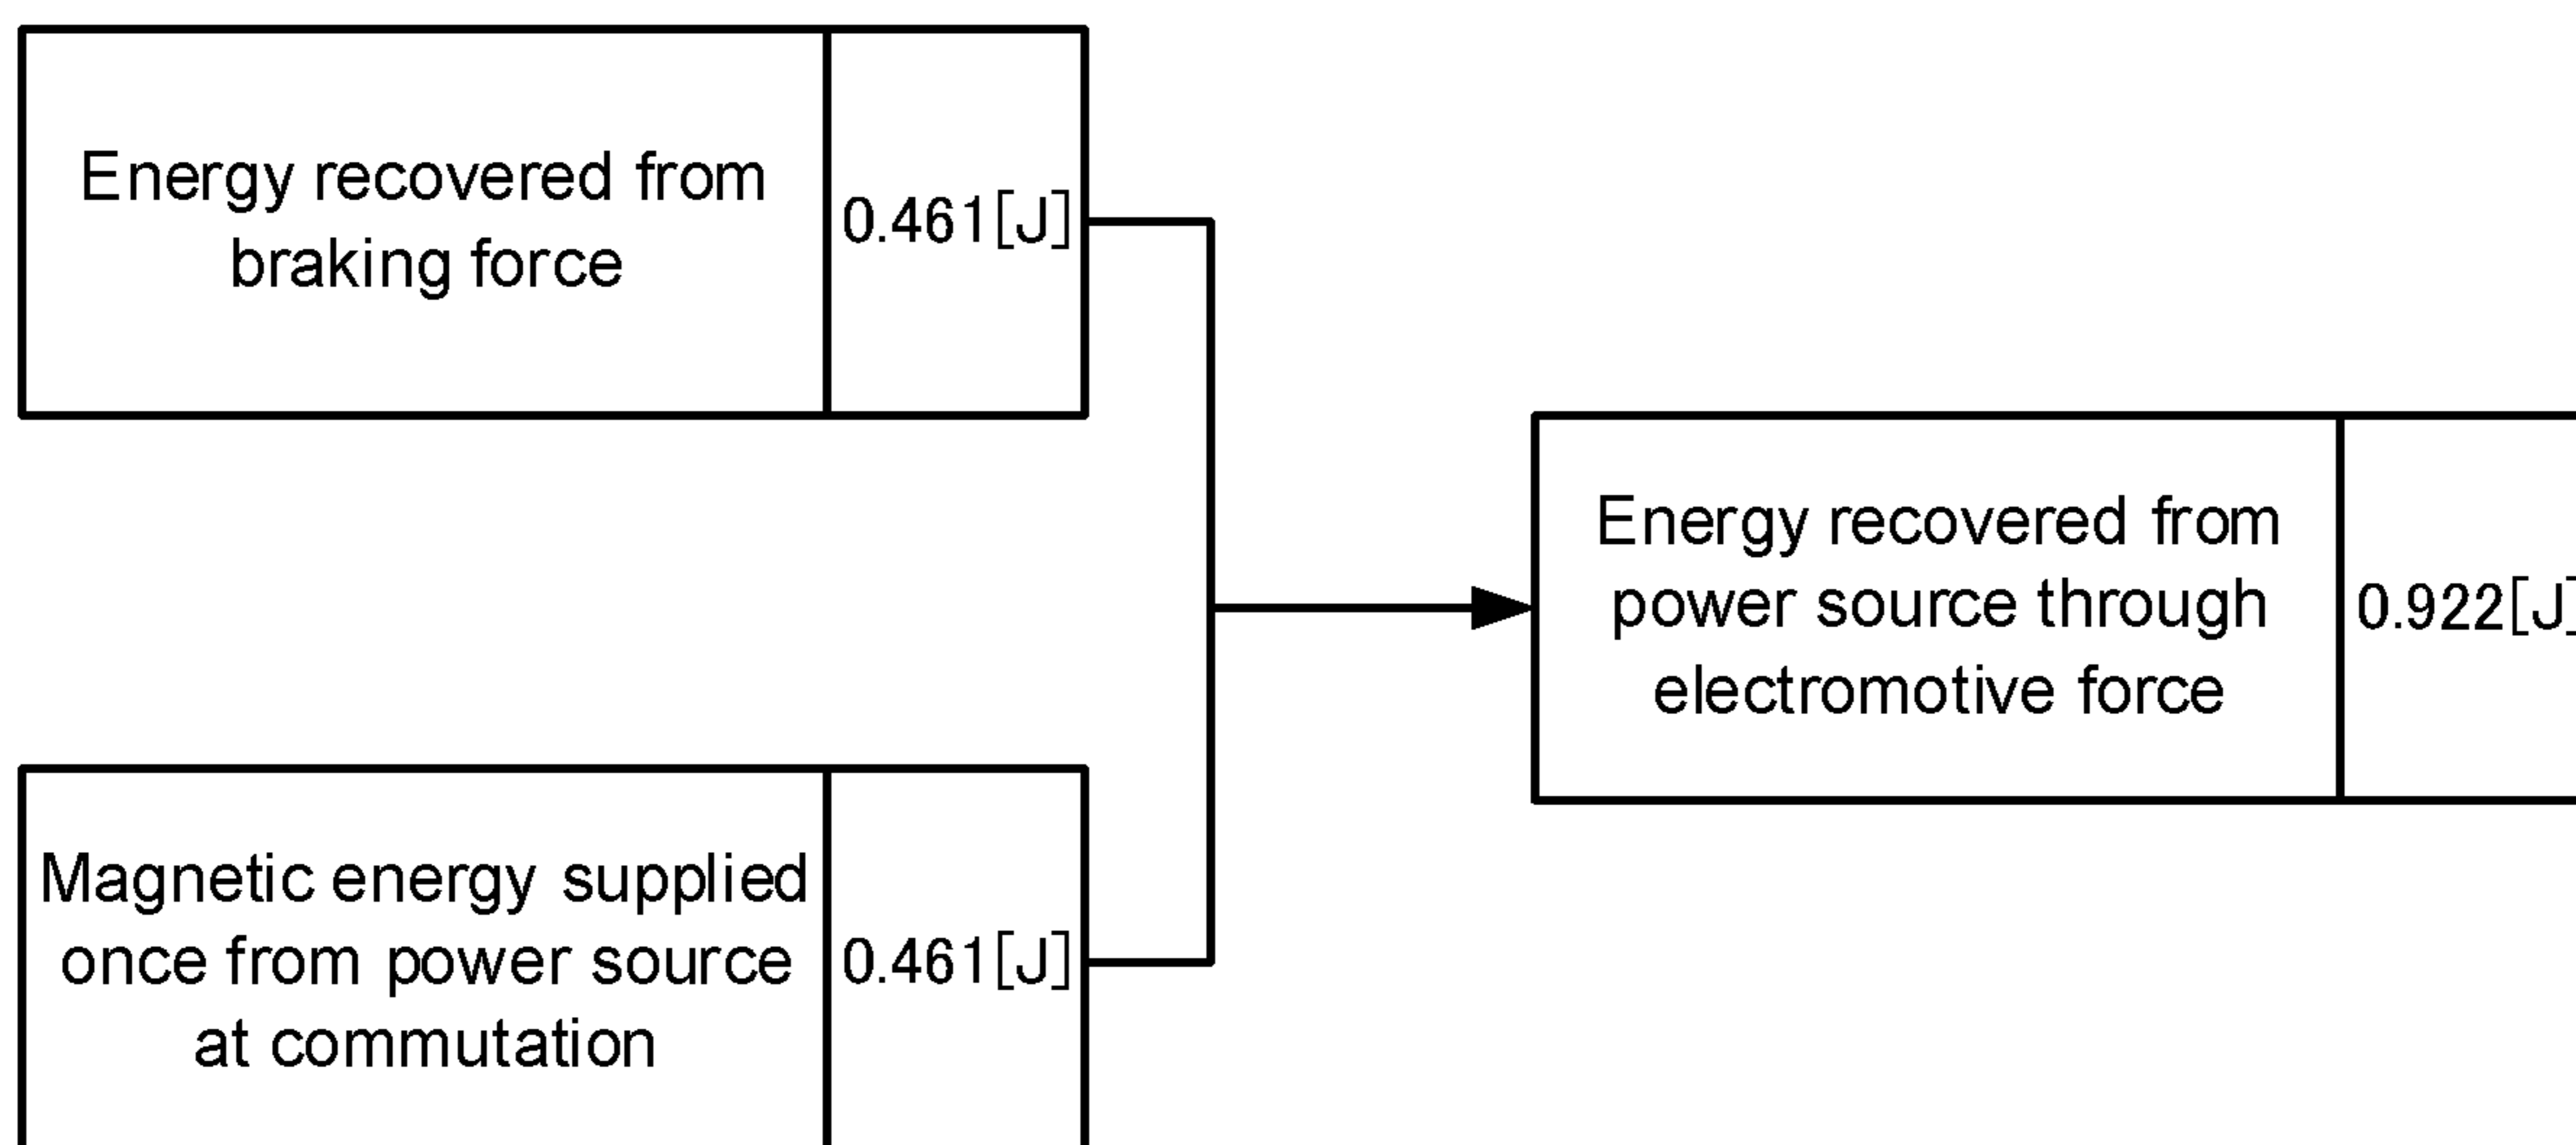 Energy recovered from
braking force
0.461[J]
Energy recovered from
power source through
electromotive force
0.922[J]
Magnetic energy supplied
once from power source
at commutation
0.461[J]